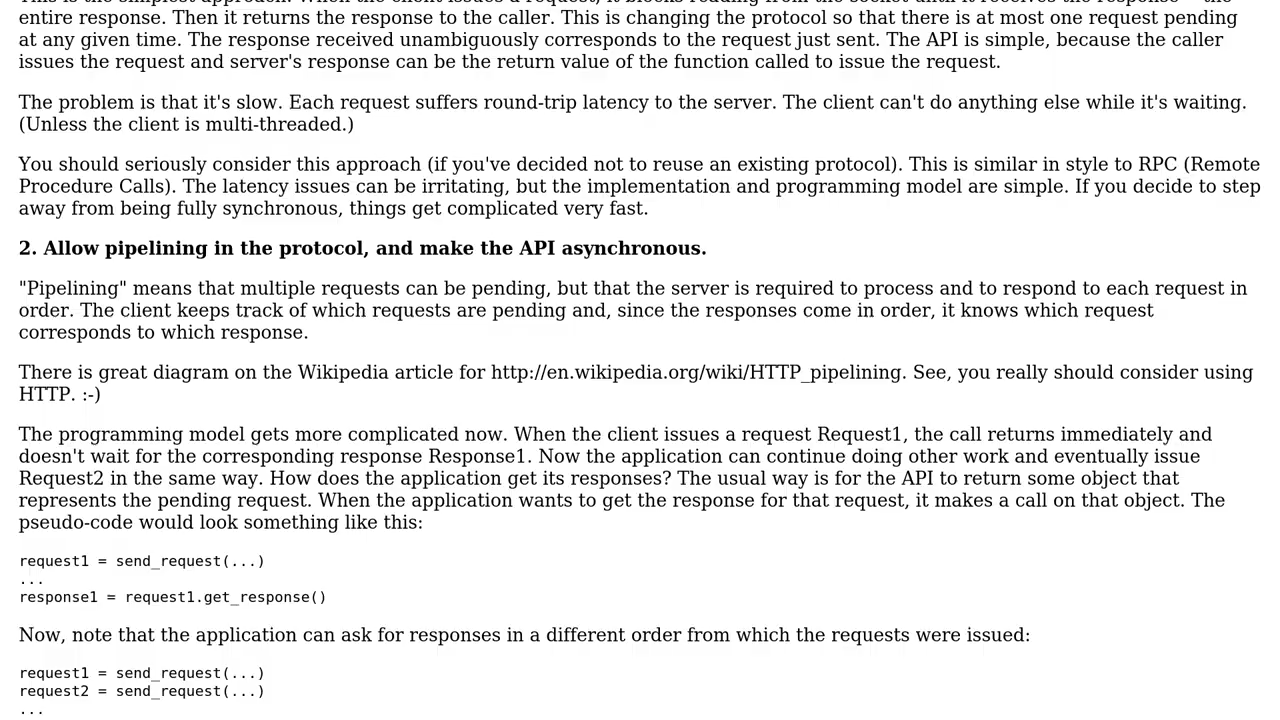 entire response. Then it returns the response to the caller. This is changing the protocol so that there is at most one request pending
at any given time. The response received unambiguously corresponds to the request just sent. The API is simple, because the caller
issues the request and server's response can be the return value of the function called to issue the request.
The problem is that it's slow. Each request suffers round-trip latency to the server. The client can't do anything else while it's waiting.
(Unless the client is multi-threaded.)
You should seriously consider this approach (if you've decided not to reuse an existing protocol). This is similar in style to RPC (Remote
Procedure Calls). The latency issues can be irritating, but the implementation and programming model are simple. If you decide to step
away from being fully synchronous, things get complicated very fast.
2. Allow pipelining in the protocol, and make the API asynchronous.
"Pipelining" means that multiple requests can be pending, but that the server is required to process and to respond to each request in
order. The client keeps track of which requests are pending and, since the responses come in order, it knows which request
corresponds to which response.
There is great diagram on the Wikipedia article for http://en.wikipedia.org/wiki/HTTP_pipelining. See, you really should consider using
HTTP. :-)
The programming model gets more complicated now. When the client issues a request Request1, the call returns immediately and
doesn't wait for the corresponding response Response1. Now the application can continue doing other work and eventually issue
Request2 in the same way. How does the application get its responses? The usual way is for the API to return some object that
represents the pending request. When the application wants to get the response for that request, it makes a call on that object. The
pseudo-code would look something like this:
request1 = send_request(...)
...
response1 = request1.get_response()
Now, note that the application can ask for responses in a different order from which the requests were issued:
request1 = send_request(...)
request2 = send_request(...)
...